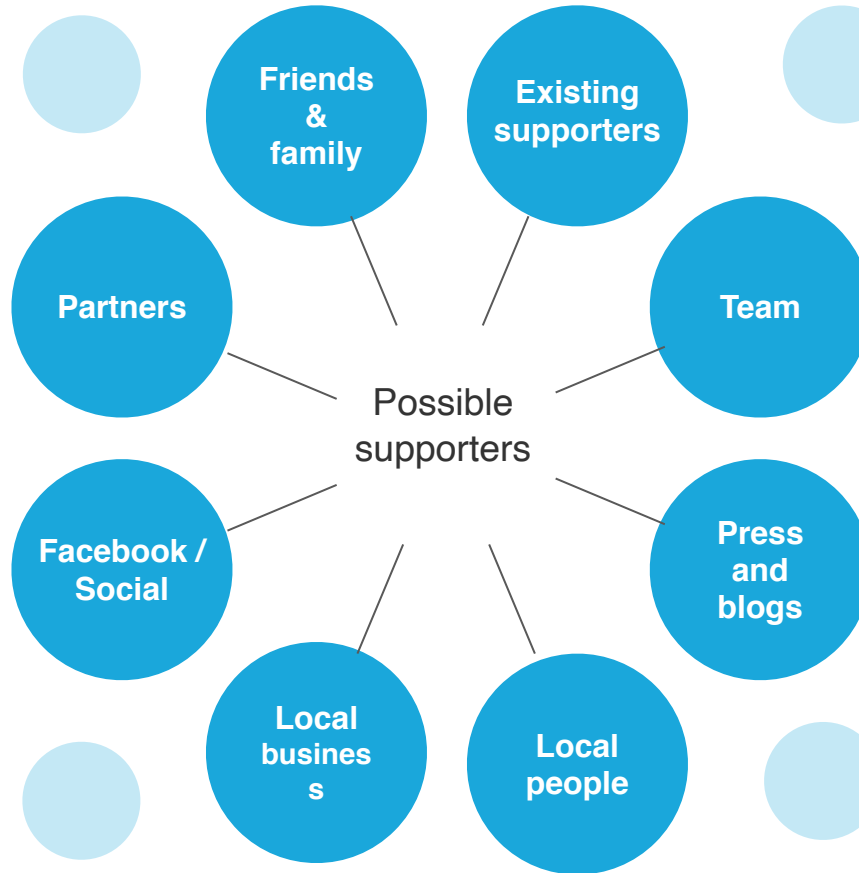 Friends
&
family
Existing
supporters
Partners
Team
Possible
supporters
Facebook /
Social
Press
and
blogs
Local
busines
s
Local
people